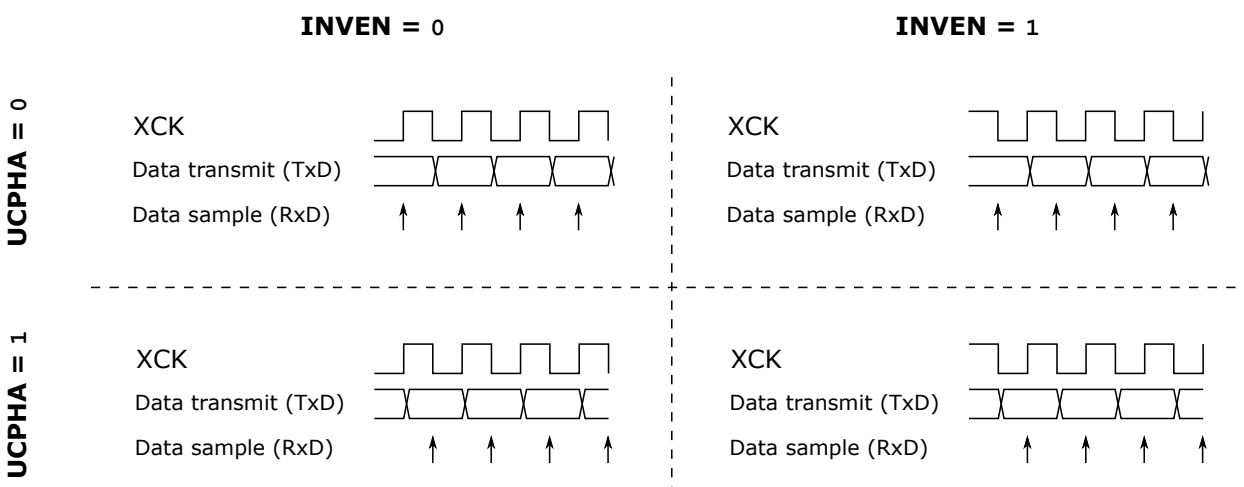 INVEN = 0
INVEN = 1
UCPHA = 0
XCK
Data transmit (TxD)
Data sample (RxD)
XCK
Data transmit (TxD)
Data sample (RxD)
UCPHA = 1
XCK
Data transmit (TxD)
Data sample (RxD)
XCK
Data transmit (TxD)
Data sample (RxD)